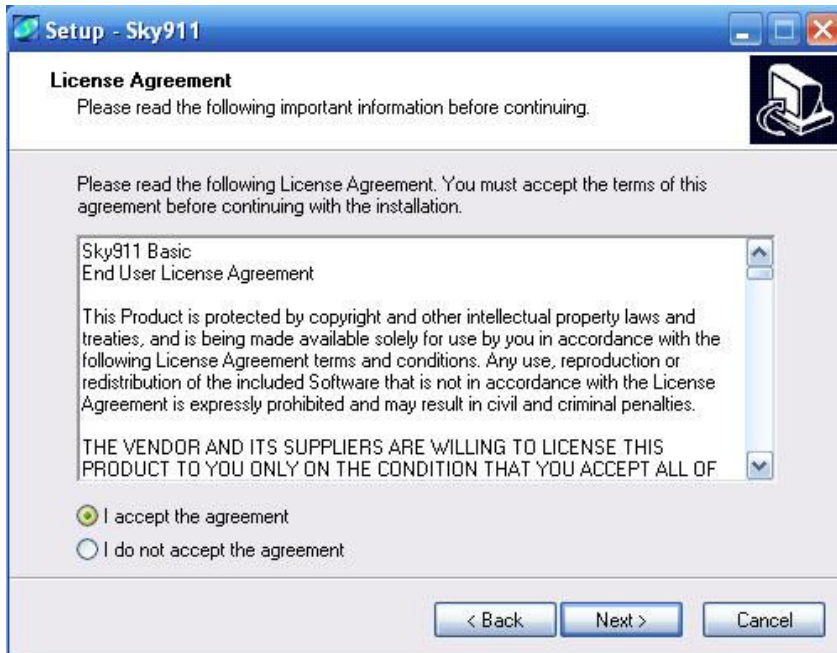 Setup - Sky911
License Agreement
Please read the following important information before continuing.
Please read the following License Agreement. You must accept the terms of this
agreement before continuing with the installation.
Sky911 Basic
End User License Agreement
This Product is protected by copyright and other intellectual property laws and
treaties, and is being made available solely for use by you in accordance with the
following License Agreement terms and conditions. Any use, reproduction or
redistribution of the included Software that is not in accordance with the License
Agreement is expressly prohibited and may result in civil and criminal penalties.
THE VENDOR AND ITS SUPPLIERS ARE WILLING TO LICENSE THIS
PRODUCT TO YOU ONLY ON THE CONDITION THAT YOU ACCEPT ALL OF
I accept the agreement
I do not accept the agreement
< Back Next > Cancel